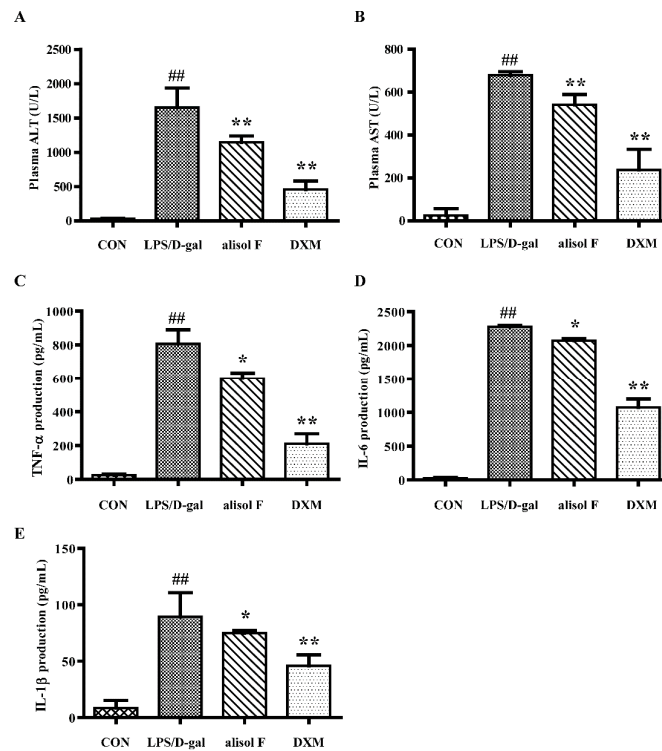 A
Plasma ALT (U/L)
2500
2000
1500
1000
500
0
##
**
**
CON LPS/D-gal alisol F DXM
B
Plasma AST (U/L)
800
600
400
200
0
##
**
**
CON LPS/D-gal alisol F DXM
C
TNF-α production (pg/mL)
1000
800
600
400
200
0
##
*
**
CON LPS/D-gal alisol F DXM
D
IL-6 production (pg/mL)
2500
2000
1500
1000
500
0
##
*
**
CON LPS/D-gal alisol F DXM
E
IL-1β production (pg/mL)
150
100
50
0
##
*
**
CON LPS/D-gal alisol F DXM